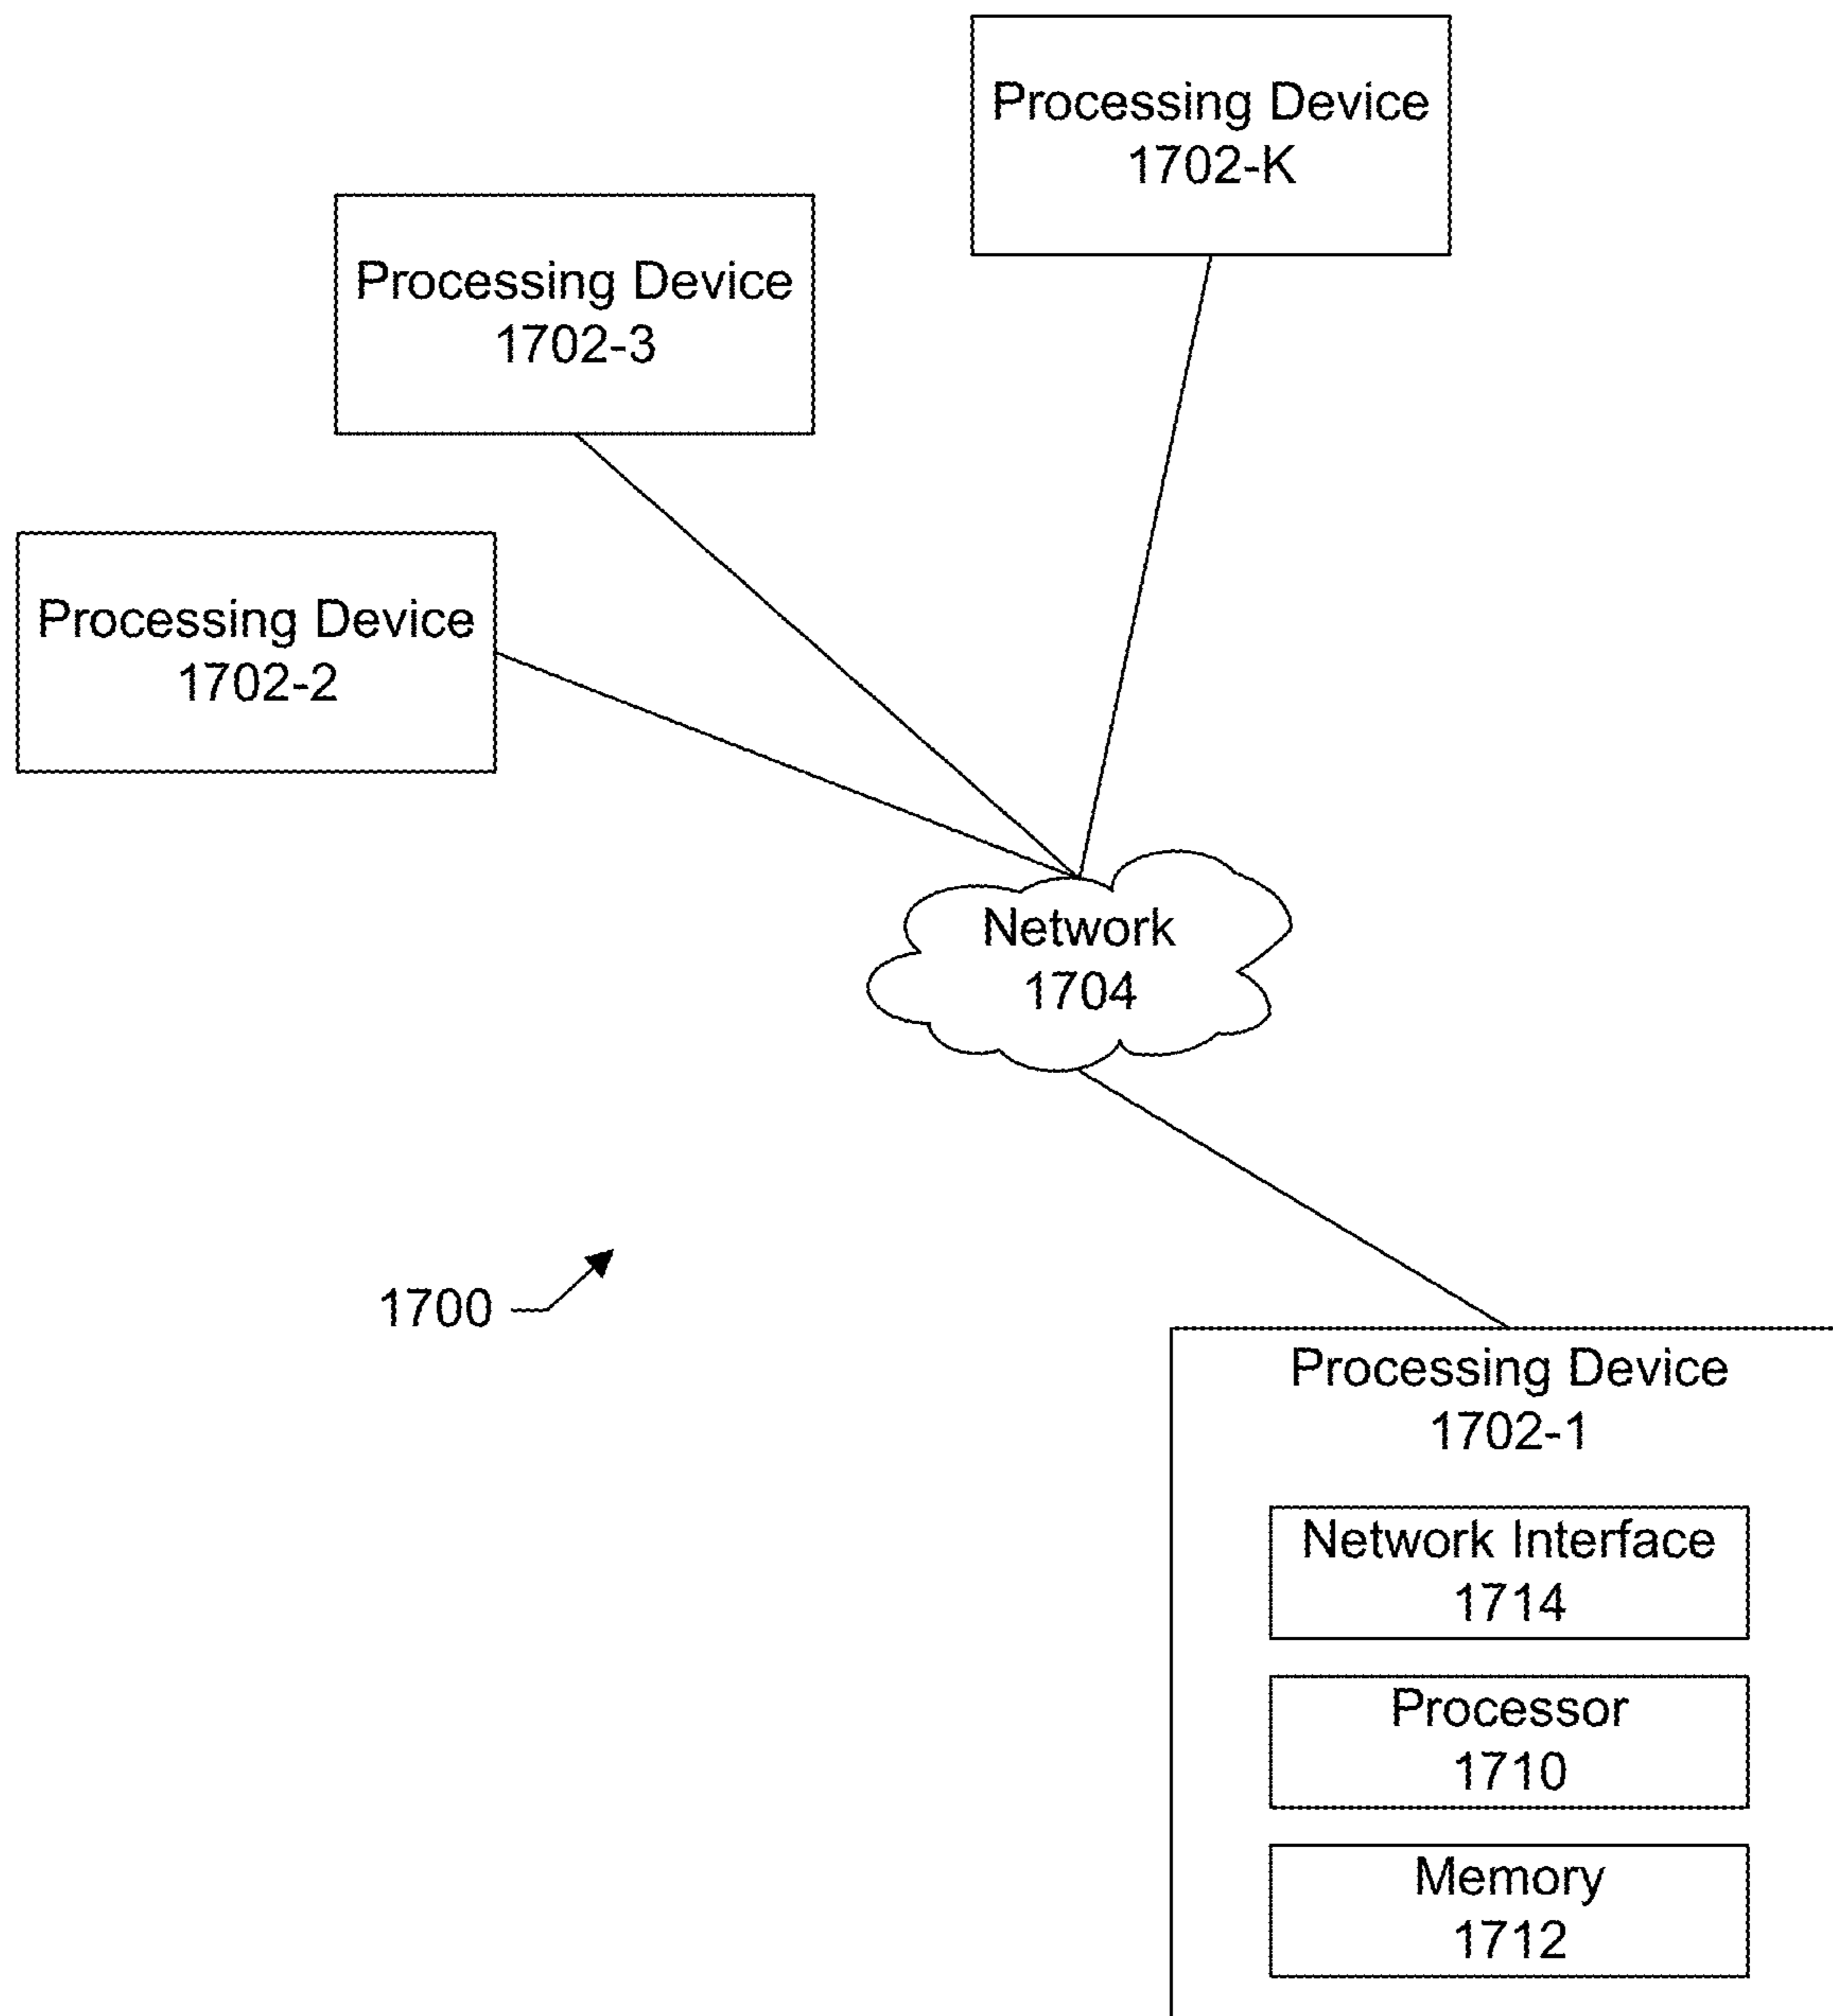 Processing Device
1702-K
Processing Device
1702-3
Processing Device
1702-2
Network
1704
1700
Processing Device
1702-1
Network Interface
1714
Processor
1710
Memory
1712